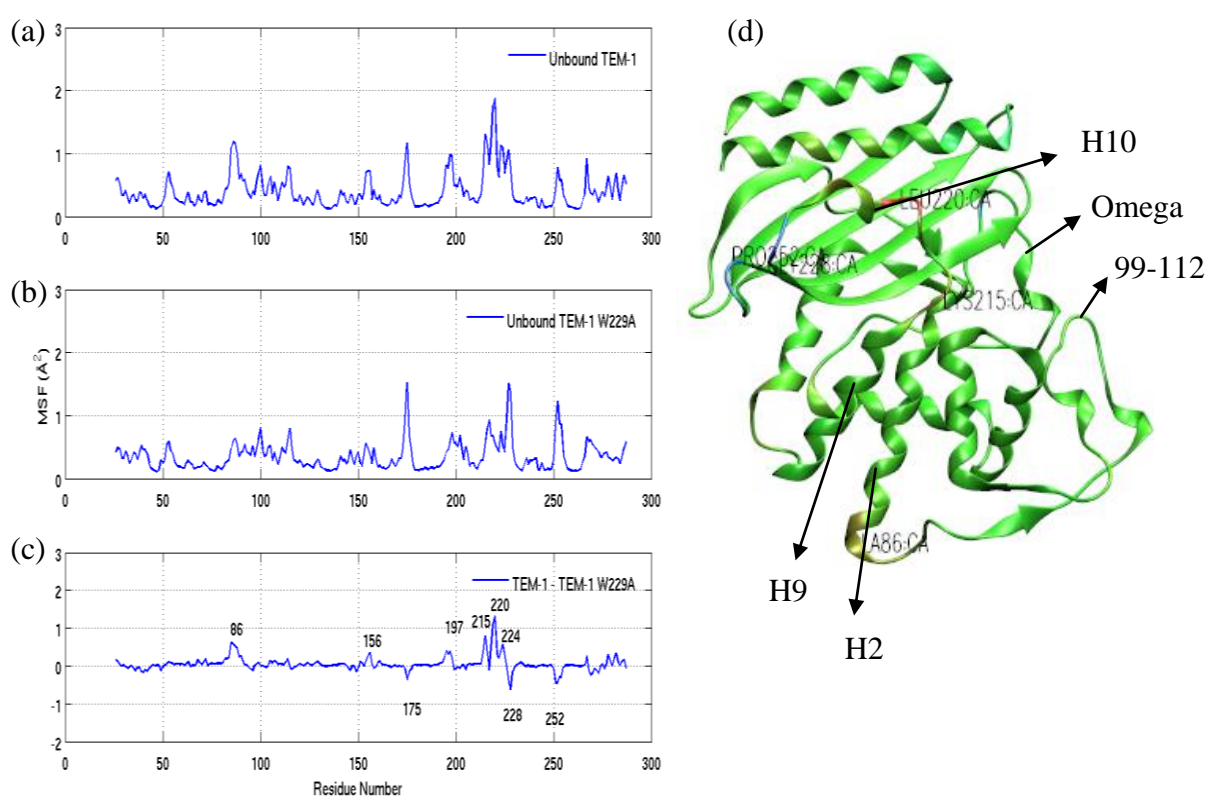 (a)
3
2
1
0
Unbound TEM-1
0 50 100 150 200 250 300
(b)
3
2
1
0
MSF (Å²)
Unbound TEM-1 W229A
0 50 100 150 200 250 300
(c)
3
2
1
0
-1
-2
TEM-1 - TEM-1 W229A
86
156
197
215
220
224
175
228
252
0 50 100 150 200 250 300
Residue Number
(d)
H10
LEU220:CA
Omega
PRO252:CA
99-112
LYS215:CA
LA86:CA
H9
H2